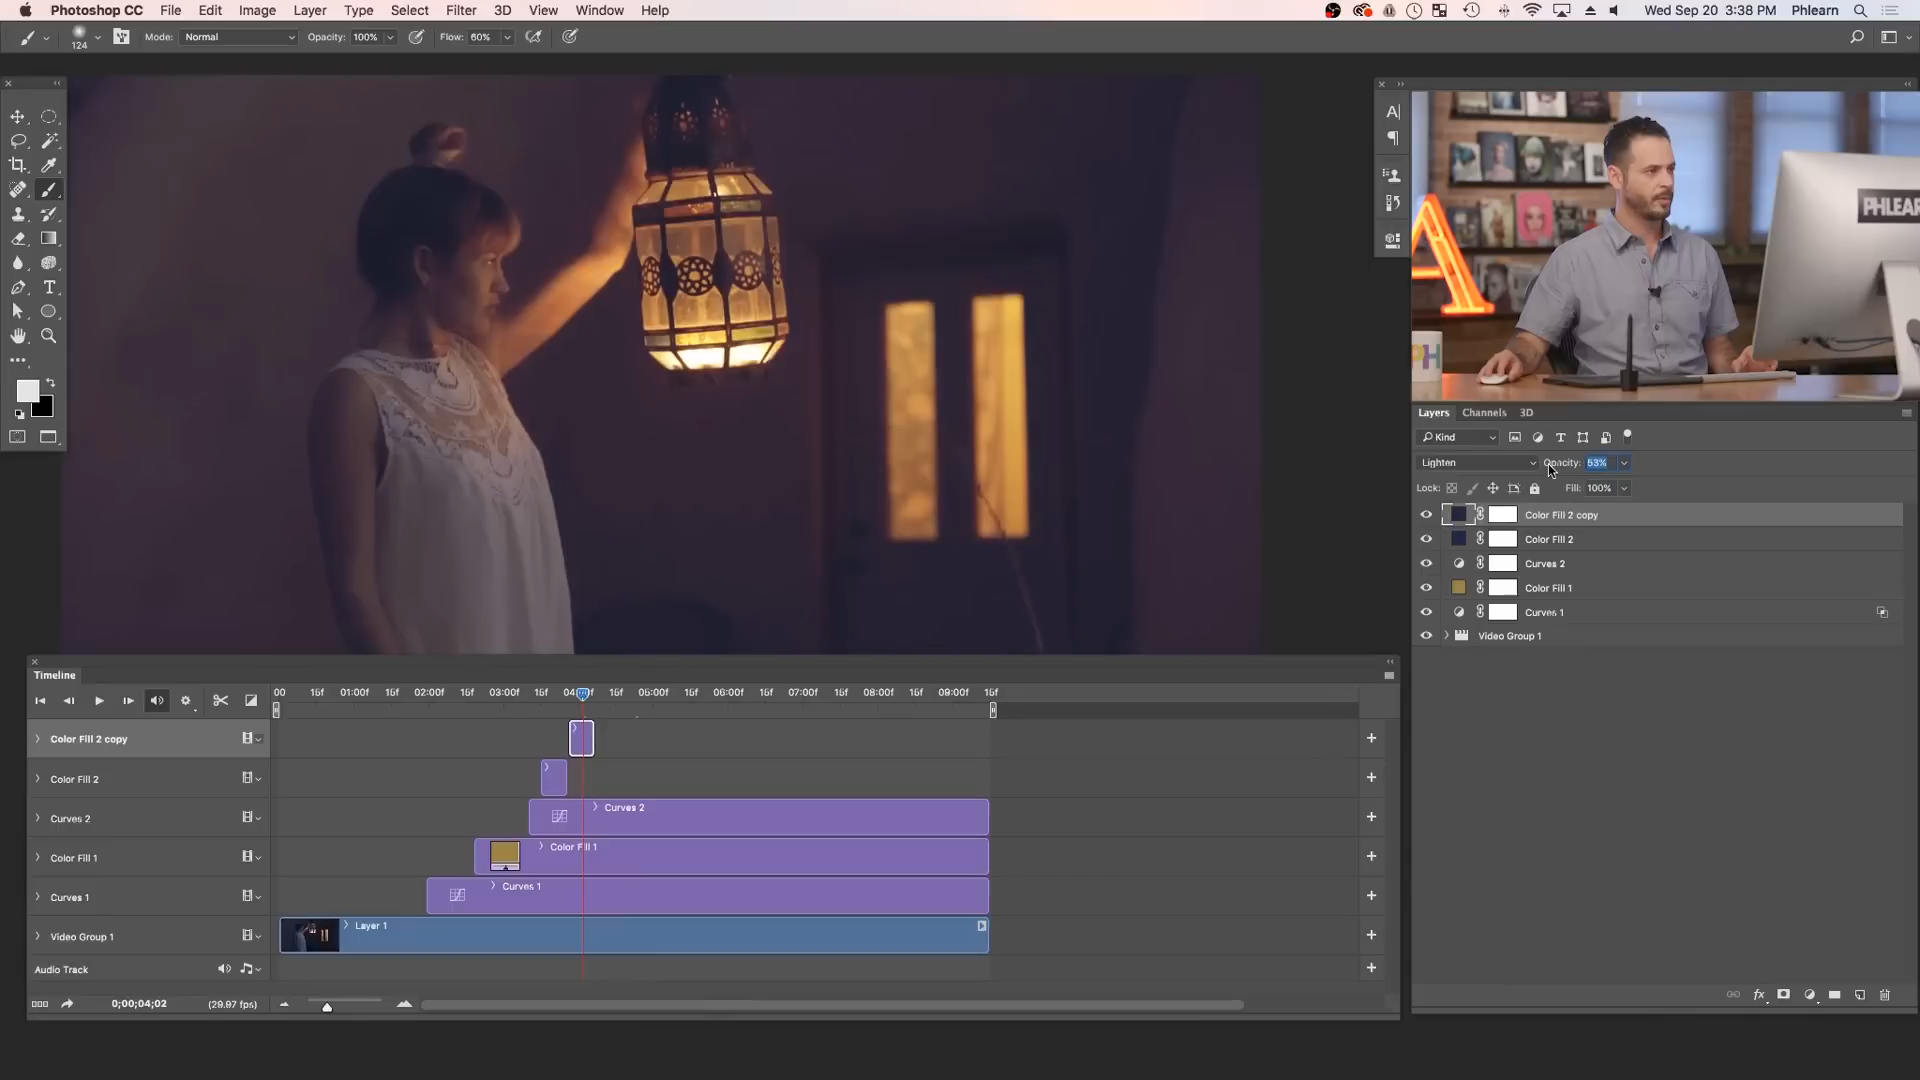 Photoshop CC File Edit Image Layer Type Select Filter 3D View Window Help Wed Sep 20 3:38 PM Phlearn
124 Mode: Normal Opacity: 100% Flow: 60%
PHLEAR
PH
Layers Channels 3D
Kind
Lighten Opacity: 53%
Lock: Fill: 100%
Color Fill 2 copy
Color Fill 2
Curves 2
Color Fill 1
Curves 1
Video Group 1
Timeline
00 15f 01:00f 15f 02:00f 15f 03:00f 15f 15f 05:00f 15f 06:00f 15f 07:00f 15f 08:00f 15f 09:00f 15f
Color Fill 2 copy
Color Fill 2
Curves 2 Curves 2
Color Fill 1 Color Fill 1
Curves 1 Curves 1
Video Group 1 Layer 1
Audio Track
0;00;04;02 (29.97 fps)